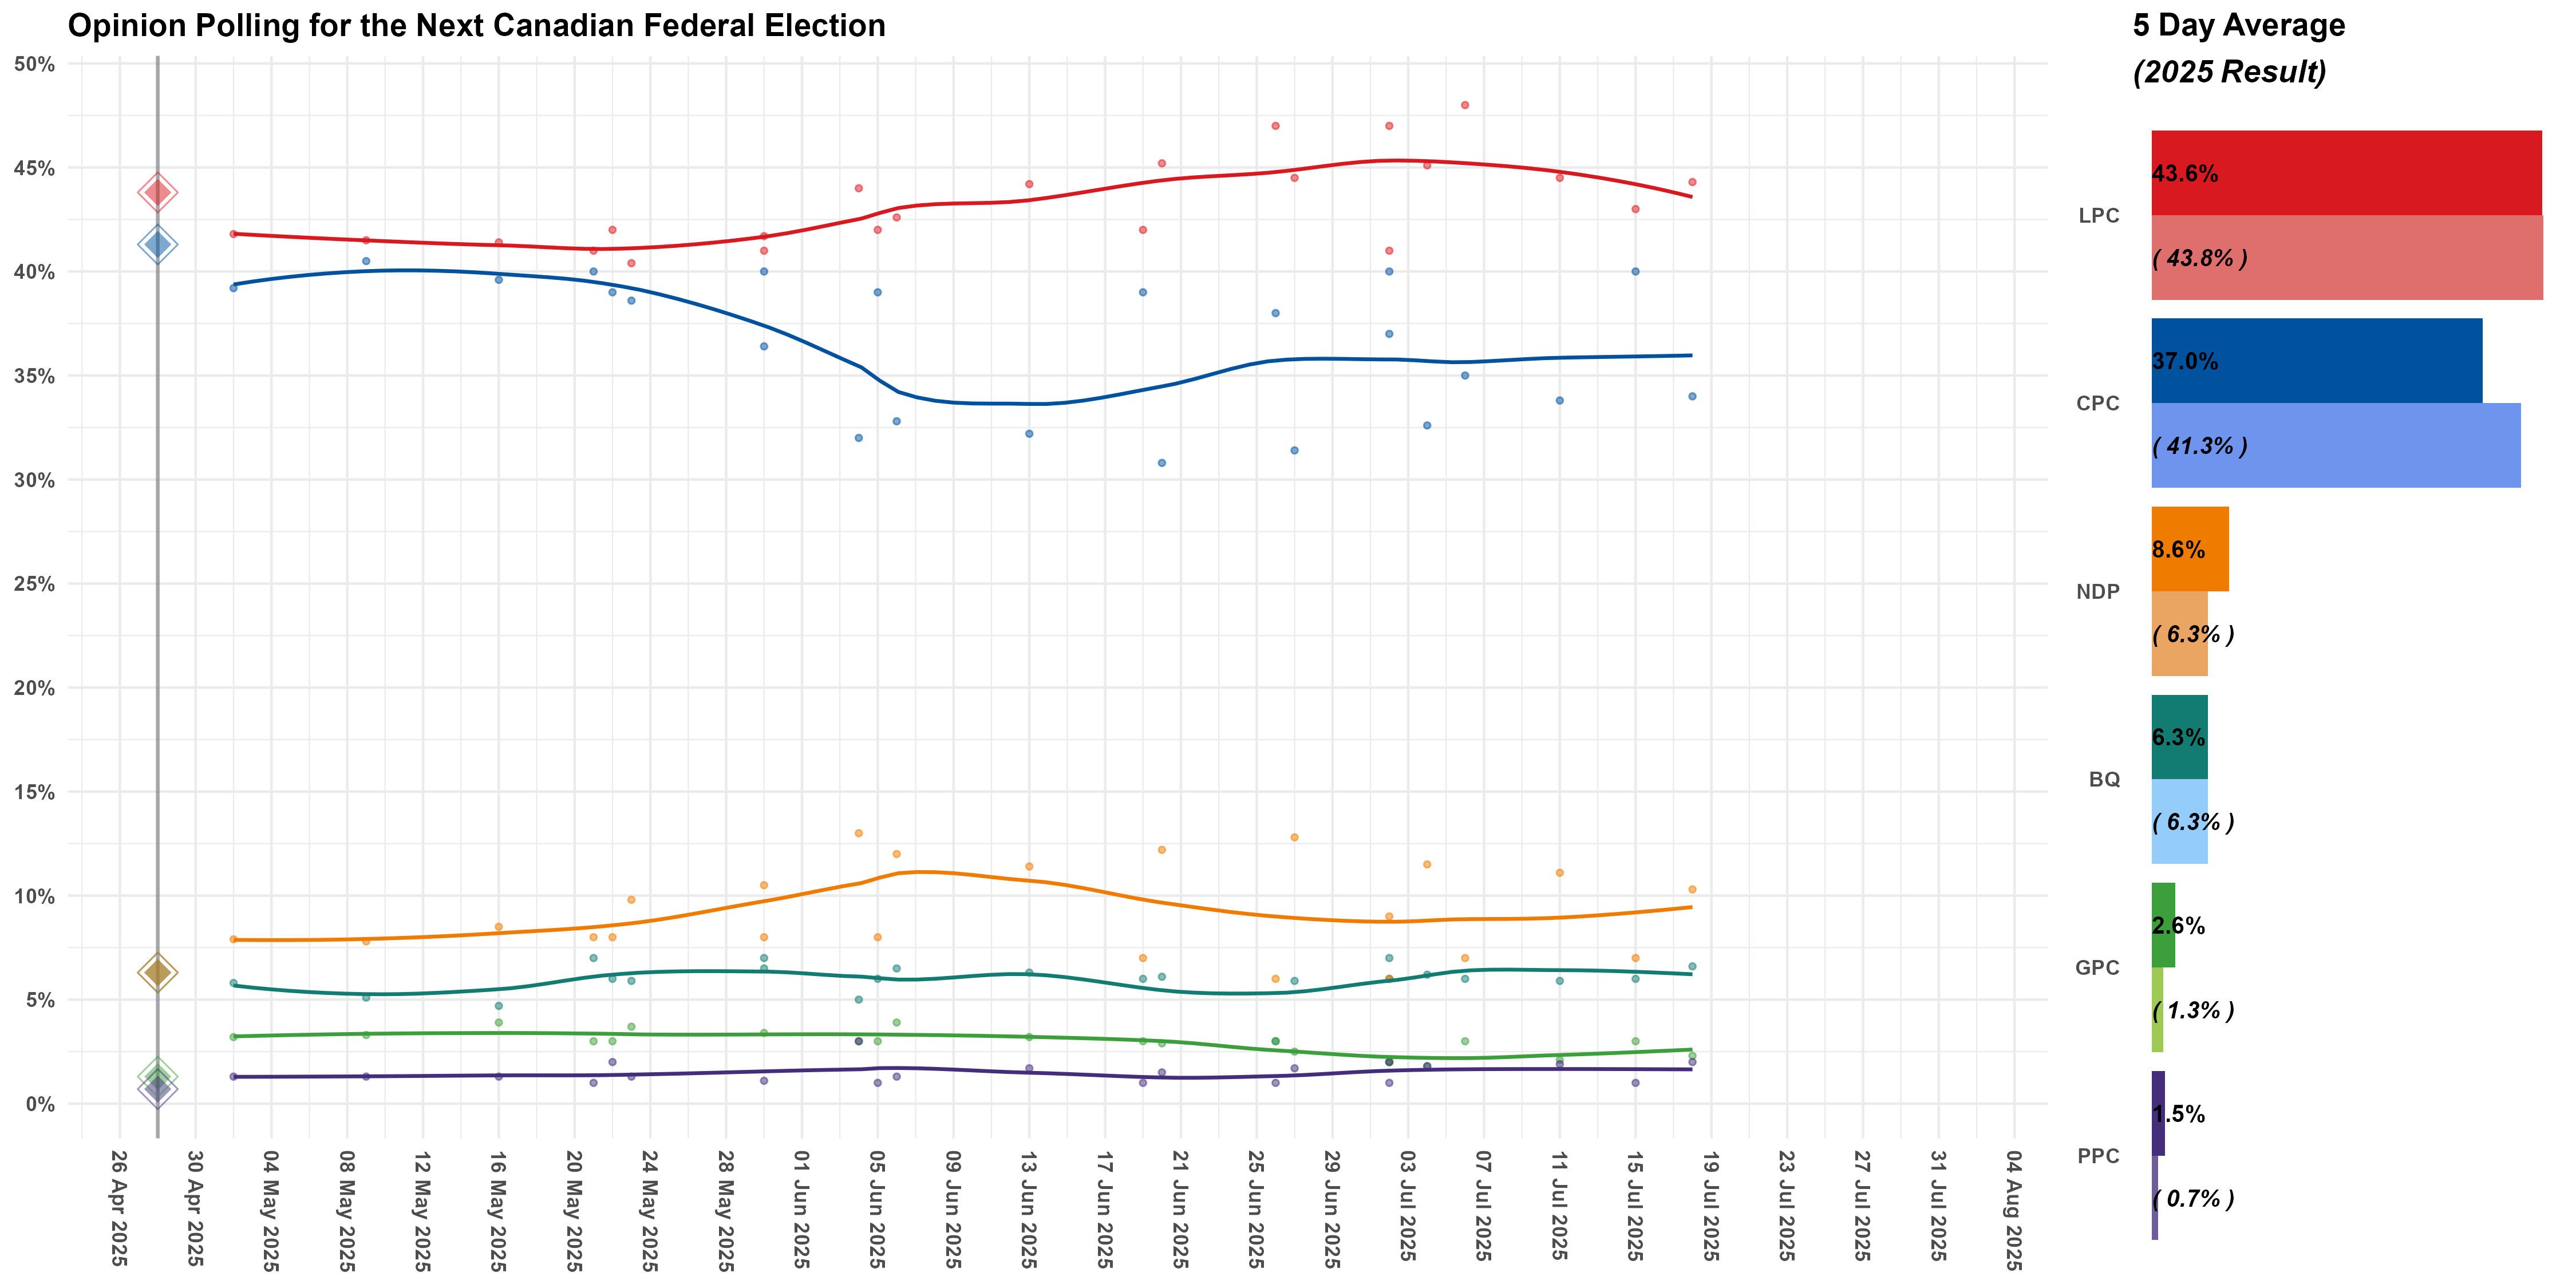 Opinion Polling for the Next Canadian Federal Election
50%
45%
40%
35%
30%
25%
20%
15%
10%
5%
0%
26 Apr 2025
30 Apr 2025
04 May 2025
08 May 2025
12 May 2025
16 May 2025
20 May 2025
24 May 2025
28 May 2025
01 Jun 2025
05 Jun 2025
09 Jun 2025
13 Jun 2025
17 Jun 2025
21 Jun 2025
25 Jun 2025
29 Jun 2025
03 Jul 2025
07 Jul 2025
11 Jul 2025
15 Jul 2025
19 Jul 2025
23 Jul 2025
27 Jul 2025
31 Jul 2025
04 Aug 2025
5 Day Average
(2025 Result)
LPC
43.6%
( 43.8% )
CPC
37.0%
( 41.3% )
NDP
8.6%
( 6.3% )
BQ
6.3%
( 6.3% )
GPC
2.6%
( 1.3% )
PPC
1.5%
( 0.7% )